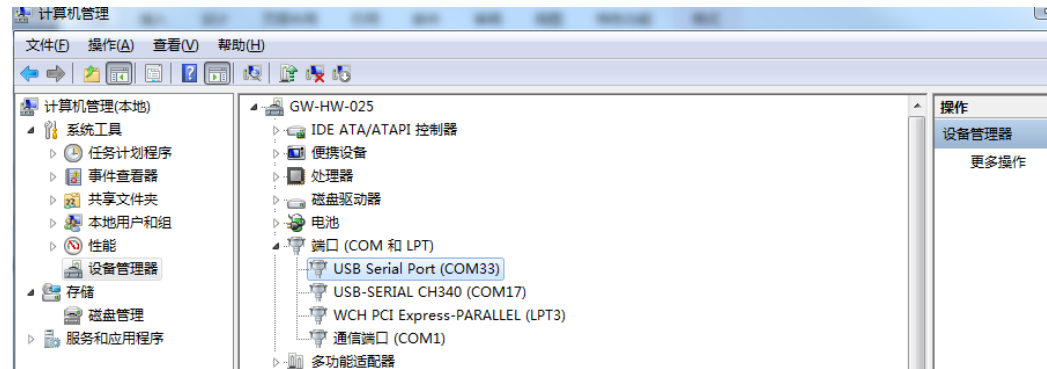 计算机管理
文件(F) 操作(A) 查看(V) 帮助(H)
计算机管理(本地)
系统工具
任务计划程序
事件查看器
共享文件夹
本地用户和组
性能
设备管理器
存储
磁盘管理
服务和应用程序
GW-HW-025
IDE ATA/ATAPI 控制器
便携设备
处理器
磁盘驱动器
电池
端口 (COM 和 LPT)
USB Serial Port (COM33)
USB-SERIAL CH340 (COM17)
WCH PCI Express-PARALLEL (LPT3)
通信端口 (COM1)
多功能适配器
操作
设备管理器
更多操作